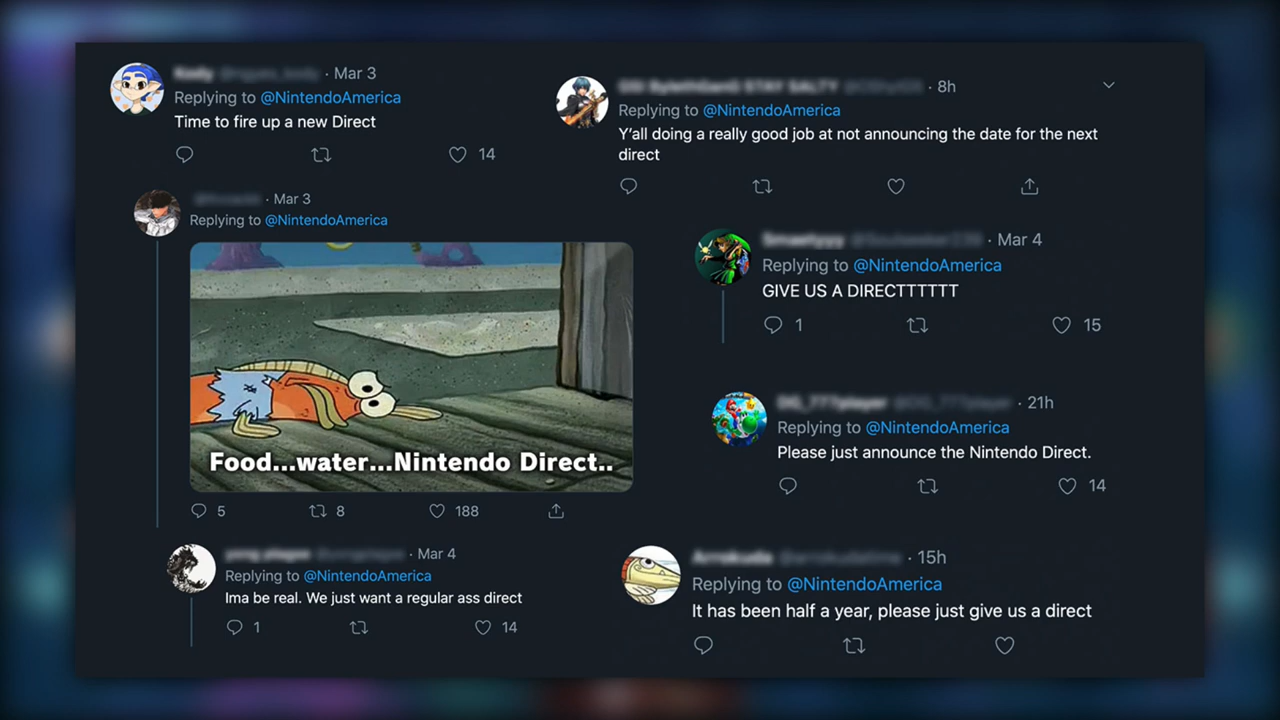 · Mar 3
Replying to @NintendoAmerica
Time to fire up a new Direct
14
· Mar 3
Replying to @NintendoAmerica
Food...water...Nintendo Direct..
5 8 188
· Mar 4
Replying to @NintendoAmerica
Ima be real. We just want a regular ass direct
1 14
· 8h
Replying to @NintendoAmerica
Y'all doing a really good job at not announcing the date for the next
direct
· Mar 4
Replying to @NintendoAmerica
GIVE US A DIRECTTTTTT
1 15
· 21h
Replying to @NintendoAmerica
Please just announce the Nintendo Direct.
14
· 15h
Replying to @NintendoAmerica
It has been half a year, please just give us a direct